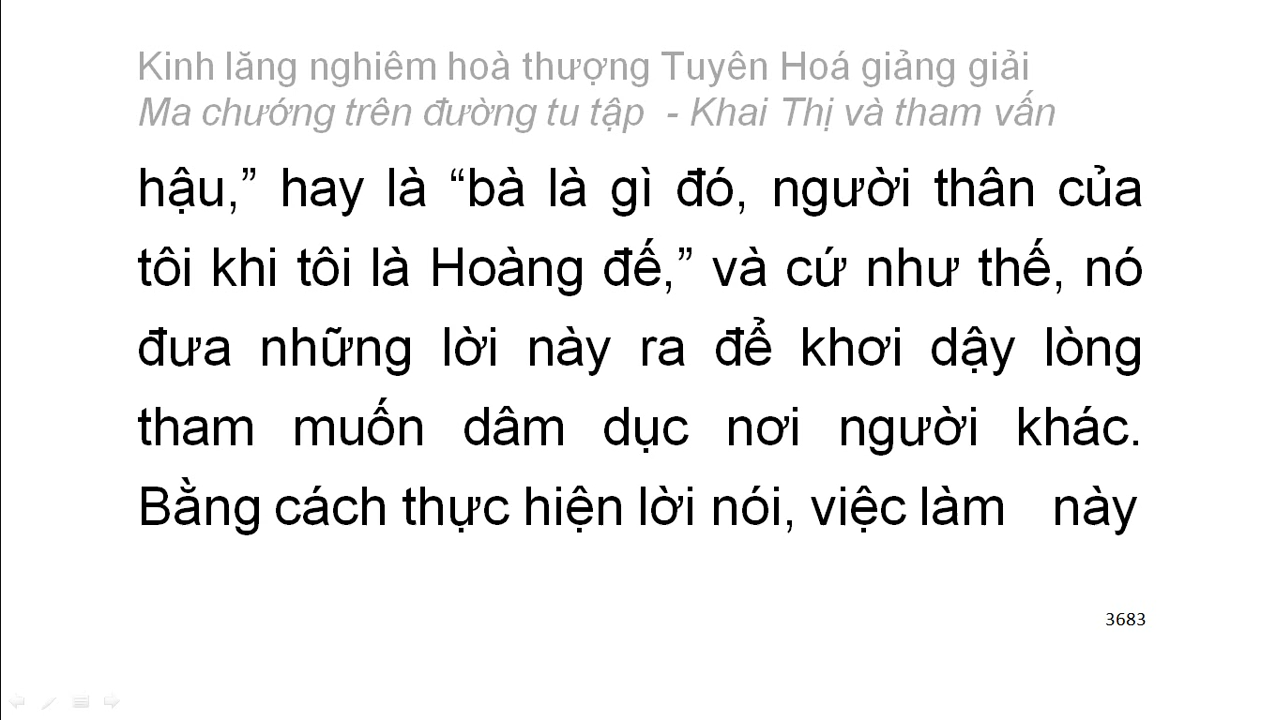 Kinh lăng nghiêm hoà thượng Tuyên Hoá giảng giải
Ma chướng trên đường tu tập - Khai Thị và tham vấn
hậu,” hay là “bà là gì đó, người thân của
tôi khi tôi là Hoàng đế,” và cứ như thế, nó
đưa những lời này ra để khơi dậy lòng
tham muốn dâm dục nơi người khác.
Bằng cách thực hiện lời nói, việc làm này
3683